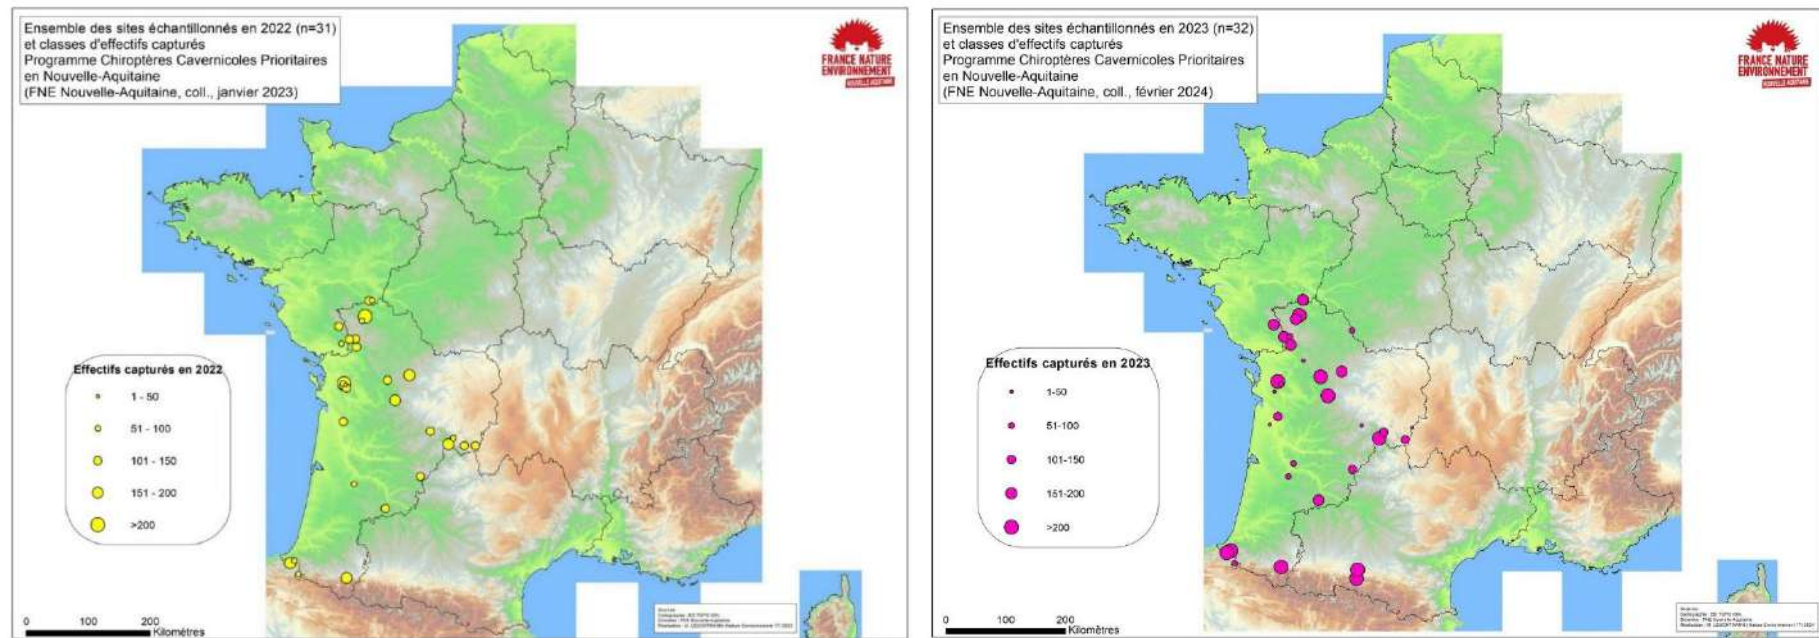 Ensemble des sites échantillonnés en 2022 (n=31)
et classes d'effectifs capturés
Programme Chiroptères Cavernicoles Prioritaires
en Nouvelle-Aquitaine
(FNE Nouvelle-Aquitaine, coll., janvier 2023)
FRANCE NATURE
ENVIRONNEMENT
NOUVELLE AQUITAINE
Effectifs capturés en 2022
1 - 50
51 - 100
101 - 150
151 - 200
>200
0 100 200
Kilomètres
Ensemble des sites échantillonnés en 2023 (n=32)
et classes d'effectifs capturés
Programme Chiroptères Cavernicoles Prioritaires
en Nouvelle-Aquitaine
(FNE Nouvelle-Aquitaine, coll., février 2024)
FRANCE NATURE
ENVIRONNEMENT
NOUVELLE AQUITAINE
Effectifs capturés en 2023
1-50
51-100
101-150
151-200
>200
0 100 200
Kilomètres